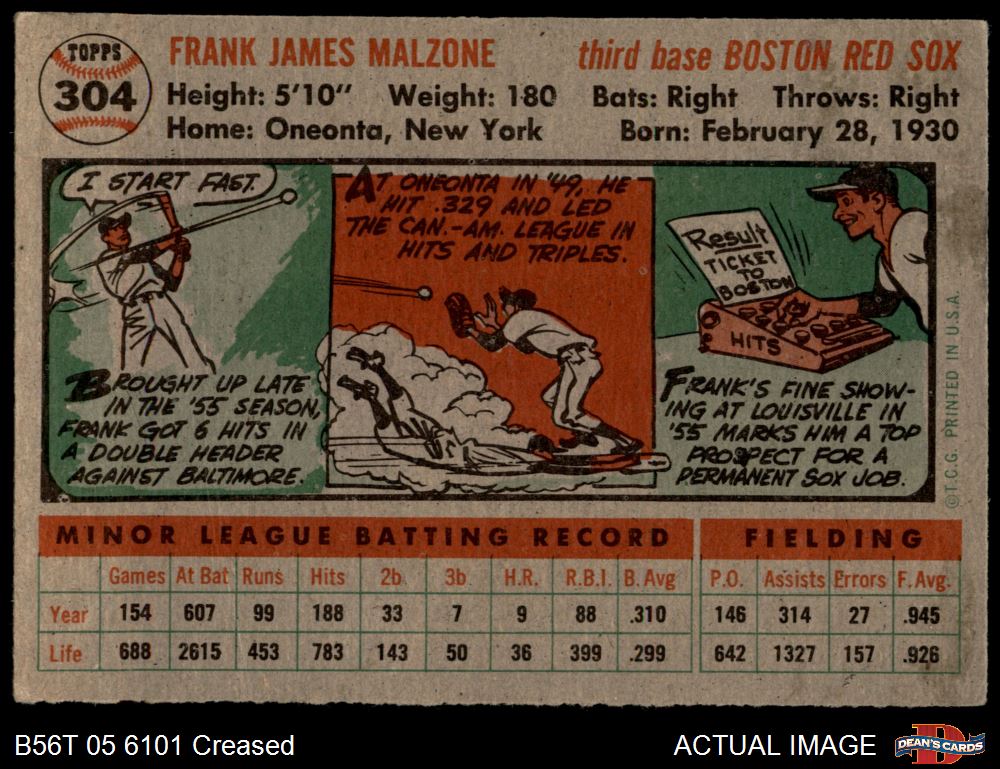 TOPPS
304
FRANK JAMES MALZONE
third base BOSTON RED SOX
Height: 5'10" Weight: 180 Bats: Right Throws: Right
Home: Oneonta, New York Born: February 28, 1930
I START FAST.
BROUGHT UP LATE
IN THE '55 SEASON,
FRANK GOT 6 HITS IN
A DOUBLE HEADER
AGAINST BALTIMORE.
AT ONEONTA IN '49, HE
HIT .329 AND LED
THE CAN.-AM. LEAGUE IN
HITS AND TRIPLES.
Result
TICKET
TO
BOSTON
HITS
FRANK'S FINE SHOW-
ING AT LOUISVILLE IN
'55 MARKS HIM A TOP
PROSPECT FOR A
PERMANENT SOX JOB.
©T.C.G. PRINTED IN U.S.A.
MINOR LEAGUE BATTING RECORD FIELDING
Games At Bat Runs Hits 2b 3b H.R. R.B.I. B. Avg P.O. Assists Errors F. Avg.
Year 154 607 99 188 33 7 9 88 .310 146 314 27 .945
Life 688 2615 453 783 143 50 36 399 .299 642 1327 157 .926
B56T 05 6101 Creased
ACTUAL IMAGE
DEAN'S CARDS